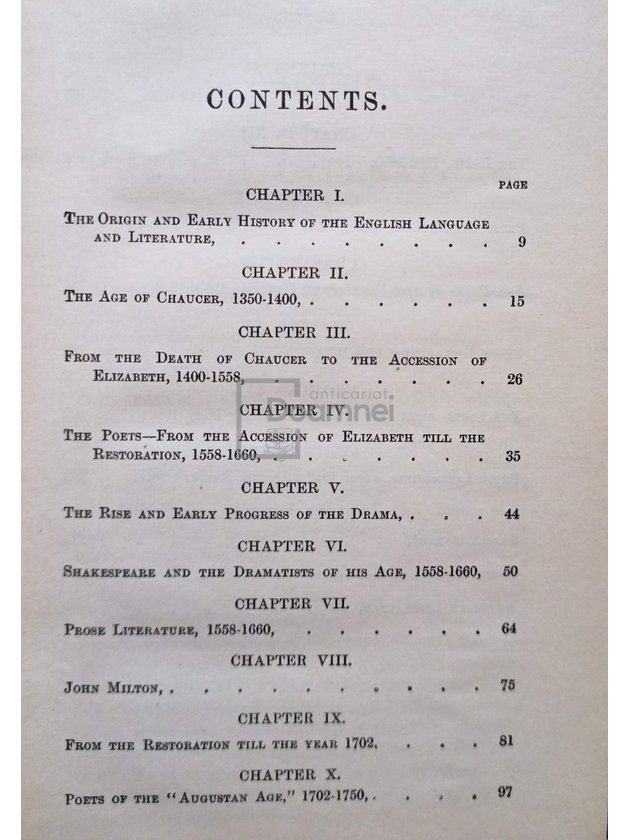 CONTENTS.
PAGE
CHAPTER I.
THE ORIGIN AND EARLY HISTORY OF THE ENGLISH LANGUAGE
AND LITERATURE, . . . . . . . . 9
CHAPTER II.
THE AGE OF CHAUCER, 1350-1400, . . . . . . 15
CHAPTER III.
FROM THE DEATH OF CHAUCER TO THE ACCESSION OF
ELIZABETH, 1400-1558, . . . . . . . 26
anticariat
Doamnei
CHAPTER IV.
THE POETS—FROM THE ACCESSION OF ELIZABETH TILL THE
RESTORATION, 1558-1660, . . . . . . . 35
CHAPTER V.
THE RISE AND EARLY PROGRESS OF THE DRAMA, . . . 44
CHAPTER VI.
SHAKESPEARE AND THE DRAMATISTS OF HIS AGE, 1558-1660, 50
CHAPTER VII.
PROSE LITERATURE, 1558-1660, . . . . . . 64
CHAPTER VIII.
JOHN MILTON, . . . . . . . . . . 75
CHAPTER IX.
FROM THE RESTORATION TILL THE YEAR 1702, . . . 81
CHAPTER X.
POETS OF THE "AUGUSTAN AGE," 1702-1750, . . . . 97